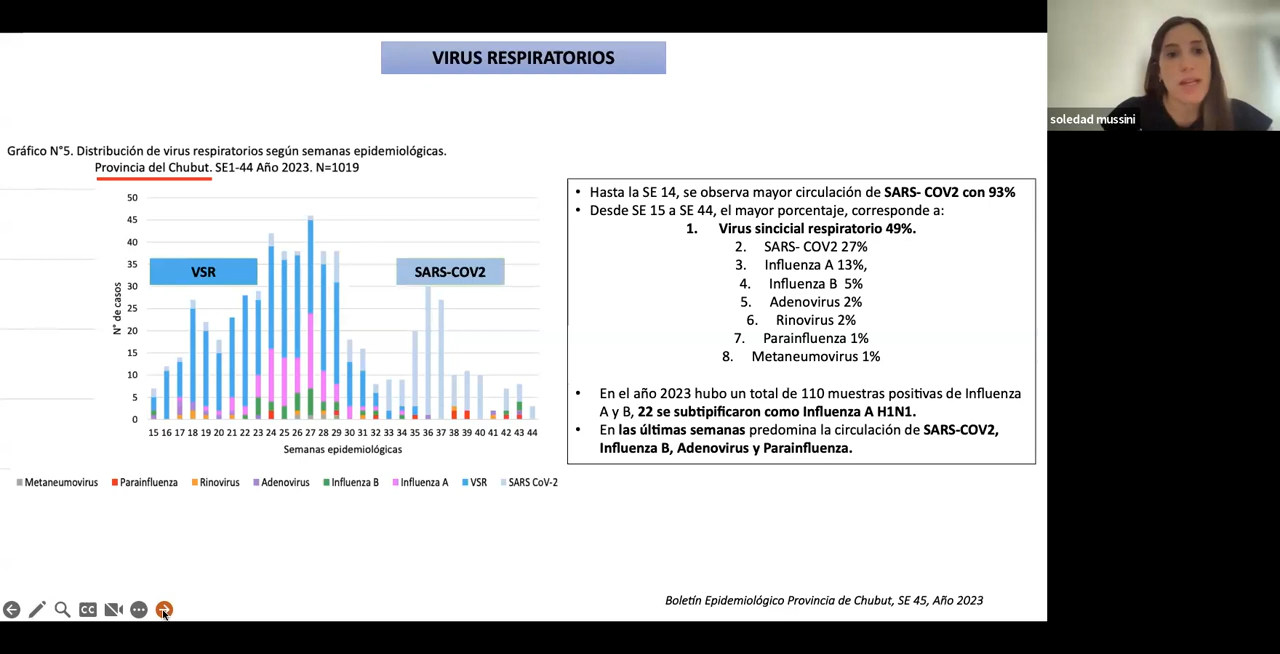 VIRUS RESPIRATORIOS
soledad mussini
Gráfico N°5. Distribución de virus respiratorios según semanas epidemiológicas.
Provincia del Chubut. SE1-44 Año 2023. N=1019
50
45
40
35
30
25
20
15
10
5
0
N° de casos
VSR
SARS-COV2
15 16 17 18 19 20 21 22 23 24 25 26 27 28 29 30 31 32 33 34 35 36 37 38 39 40 41 42 43 44
Semanas epidemiológicas
Metaneumovirus Parainfluenza Rinovirus Adenovirus Influenza B Influenza A VSR SARS CoV-2
• Hasta la SE 14, se observa mayor circulación de SARS- COV2 con 93%
• Desde SE 15 a SE 44, el mayor porcentaje, corresponde a:
1. Virus sincicial respiratorio 49%.
2. SARS- COV2 27%
3. Influenza A 13%,
4. Influenza B 5%
5. Adenovirus 2%
6. Rinovirus 2%
7. Parainfluenza 1%
8. Metaneumovirus 1%
• En el año 2023 hubo un total de 110 muestras positivas de Influenza
A y B, 22 se subtipificaron como Influenza A H1N1.
• En las últimas semanas predomina la circulación de SARS-COV2,
Influenza B, Adenovirus y Parainfluenza.
CC
Boletín Epidemiológico Provincia de Chubut, SE 45, Año 2023